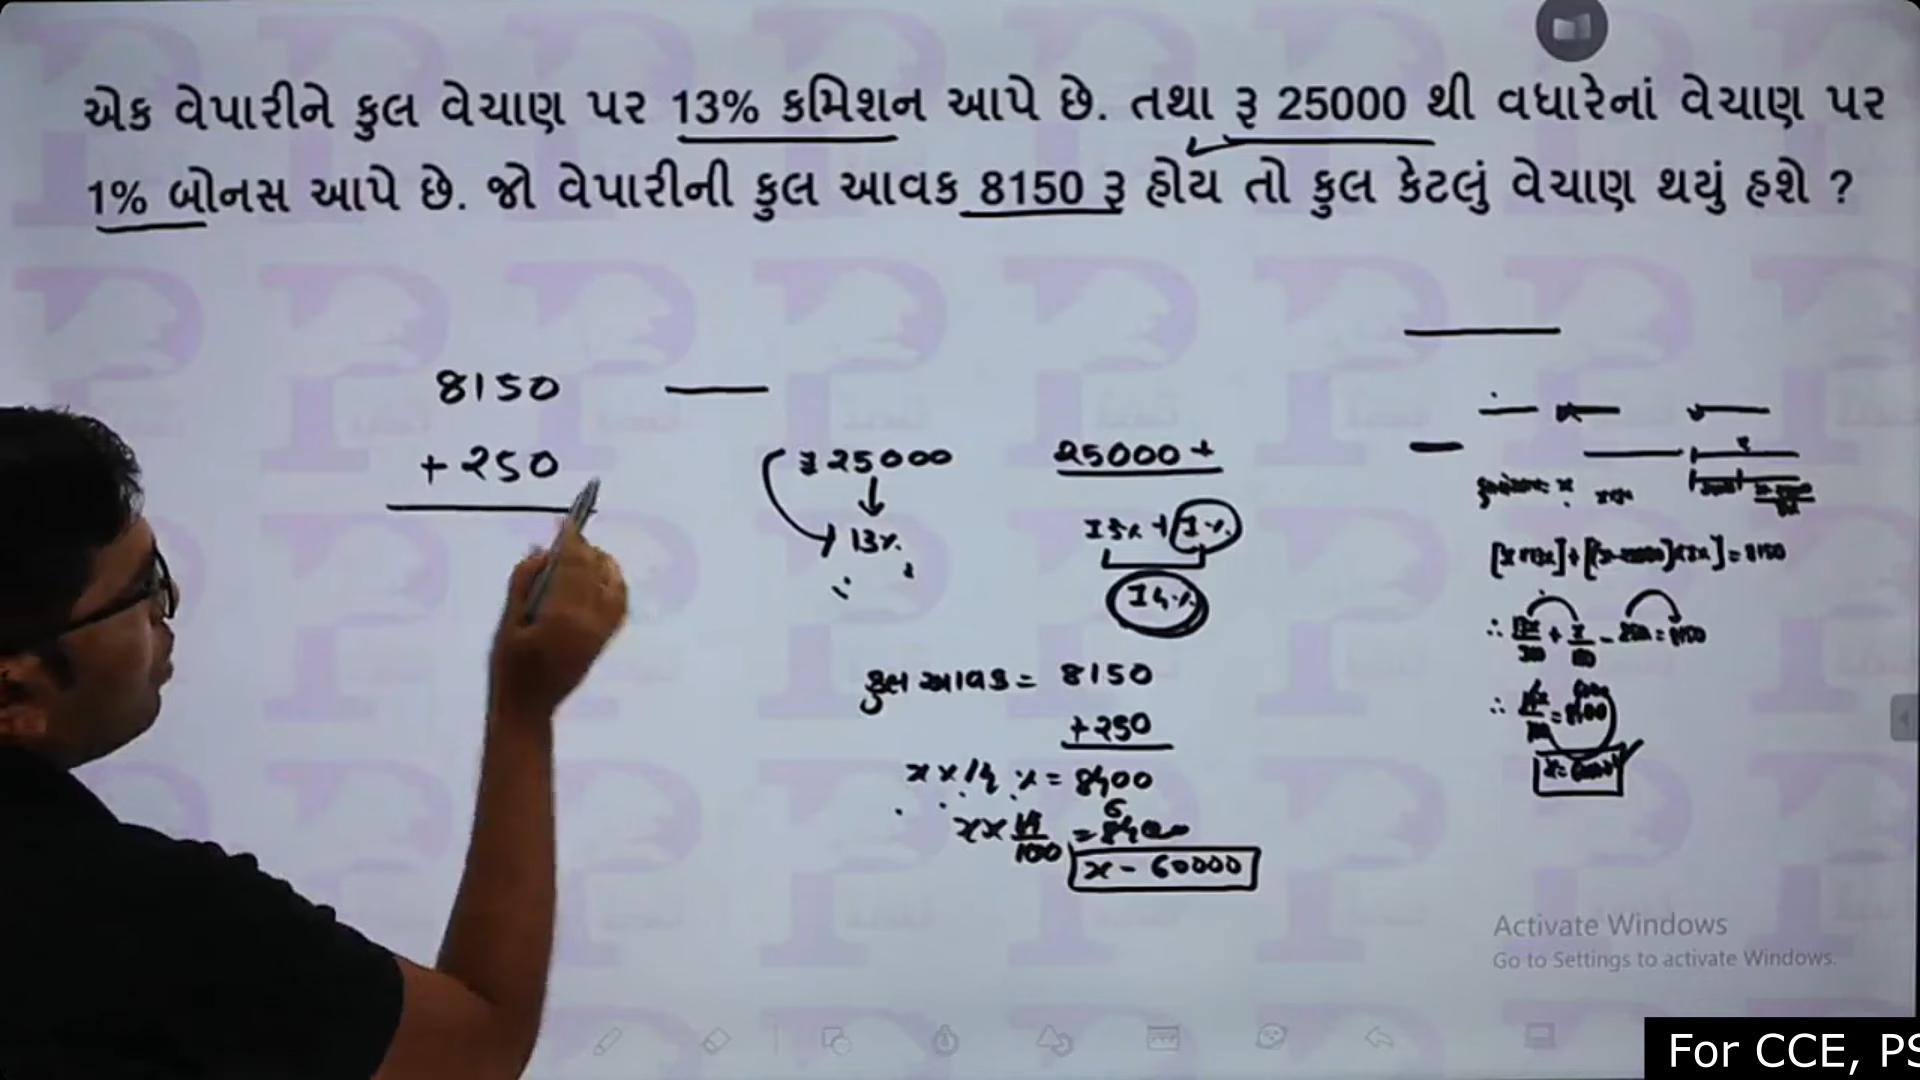 એક વેપારીને કુલ વેચાણ પર 13% કમિશન આપે છે. તથા રૂ 25000 થી વધારેનાં વેચાણ પર
1% બોનસ આપે છે. જો વેપારીની કુલ આવક 8150 રૂ હોય તો કુલ કેટલું વેચાણ થયું હશે ?
8150
+ 250
₹ 25000
13%
25000 +
13% + 1%
14%
કુલ આવક = 8150
+250
x × 14 % = 8400
x × 14/100 = 8400
6
x - 60000
= 8150
Activate Windows
Go to Settings to activate Windows.
For CCE, PS